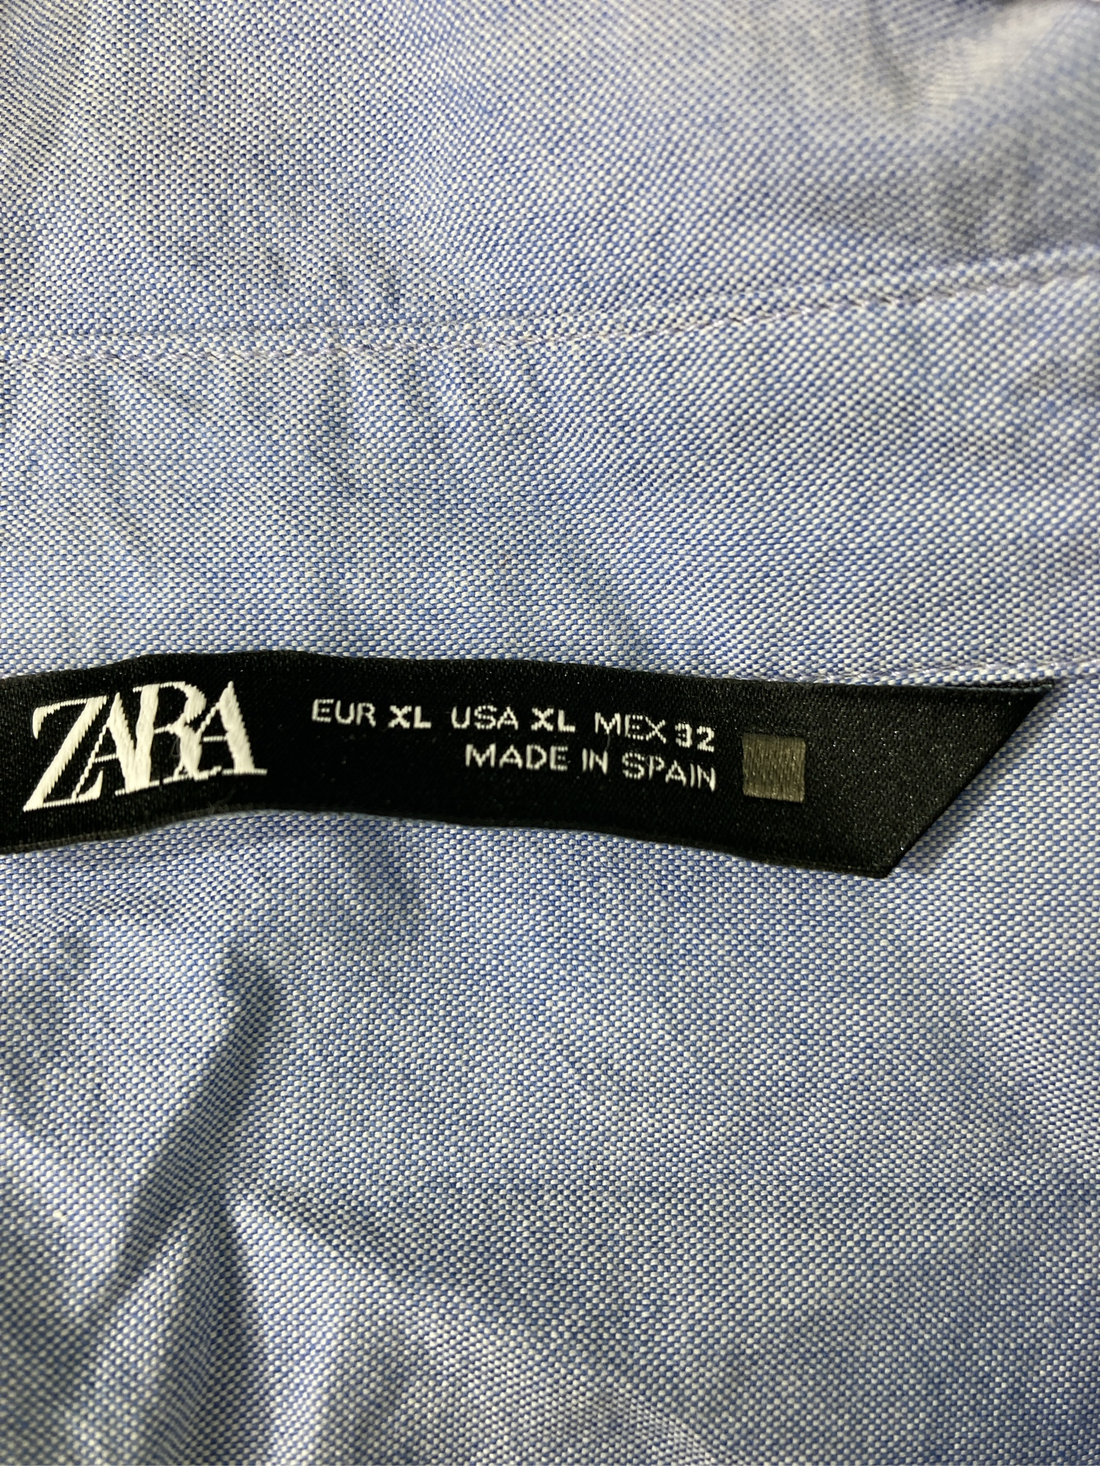 ZARA
EUR XL USA XL MEX 32
MADE IN SPAIN